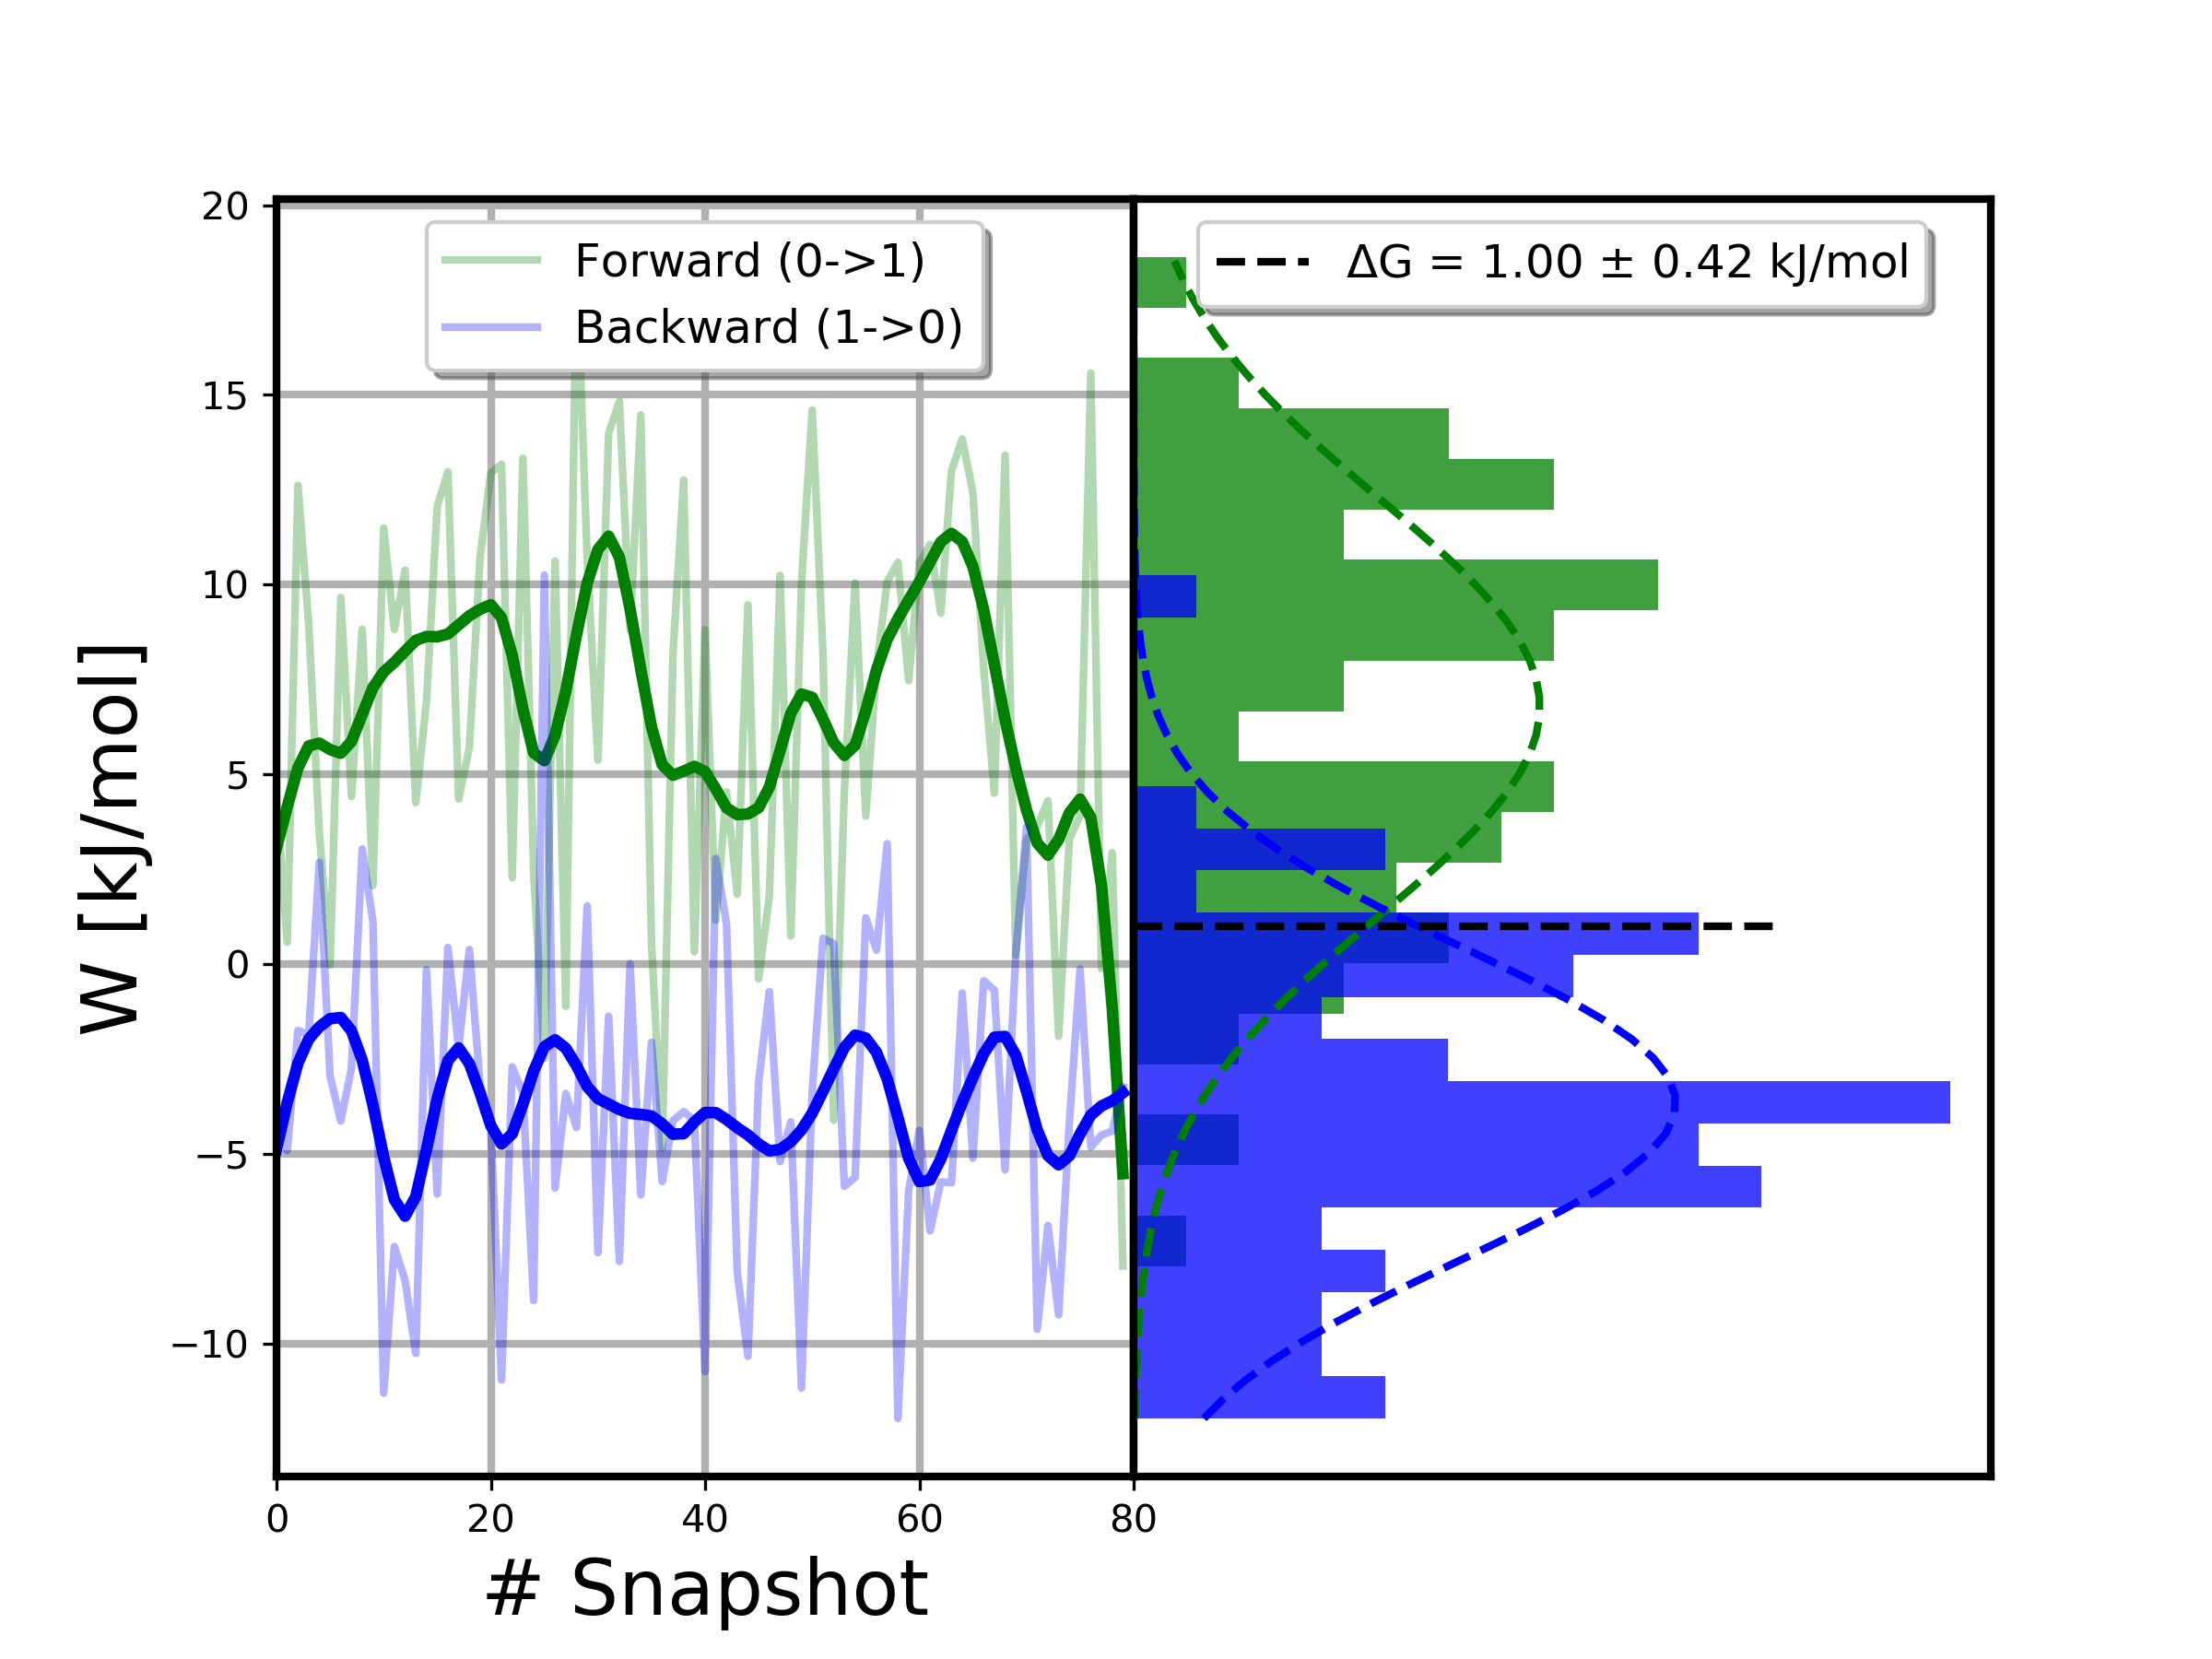 Forward (0->1)
Backward (1->0)
ΔG = 1.00 ± 0.42 kJ/mol
W [kJ/mol]
20
15
10
5
0
−5
−10
0 20 40 60 80
# Snapshot